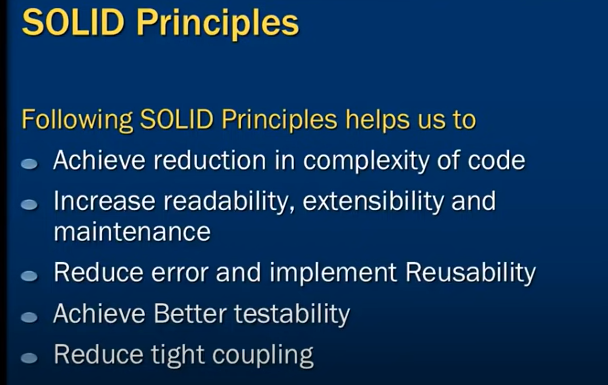 SOLID Principles
Following SOLID Principles helps us to
Achieve reduction in complexity of code
Increase readability, extensibility and
maintenance
Reduce error and implement Reusability
Achieve Better testability
Reduce tight coupling